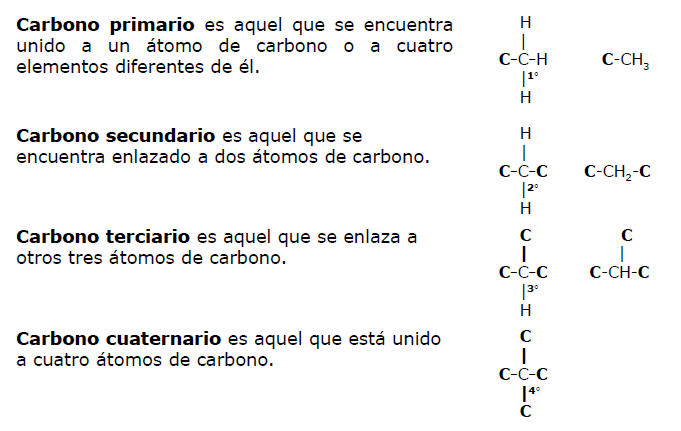 Carbono primario es aquel que se encuentra
unido a un átomo de carbono o a cuatro
elementos diferentes de él.
H
|
C-C-H C-CH₃
|1°
H
Carbono secundario es aquel que se
encuentra enlazado a dos átomos de carbono.
H
|
C-C-C C-CH₂-C
|2°
H
Carbono terciario es aquel que se enlaza a
otros tres átomos de carbono.
C C
| |
C-C-C C-CH-C
|3°
H
Carbono cuaternario es aquel que está unido
a cuatro átomos de carbono.
C
|
C-C-C
|4°
C